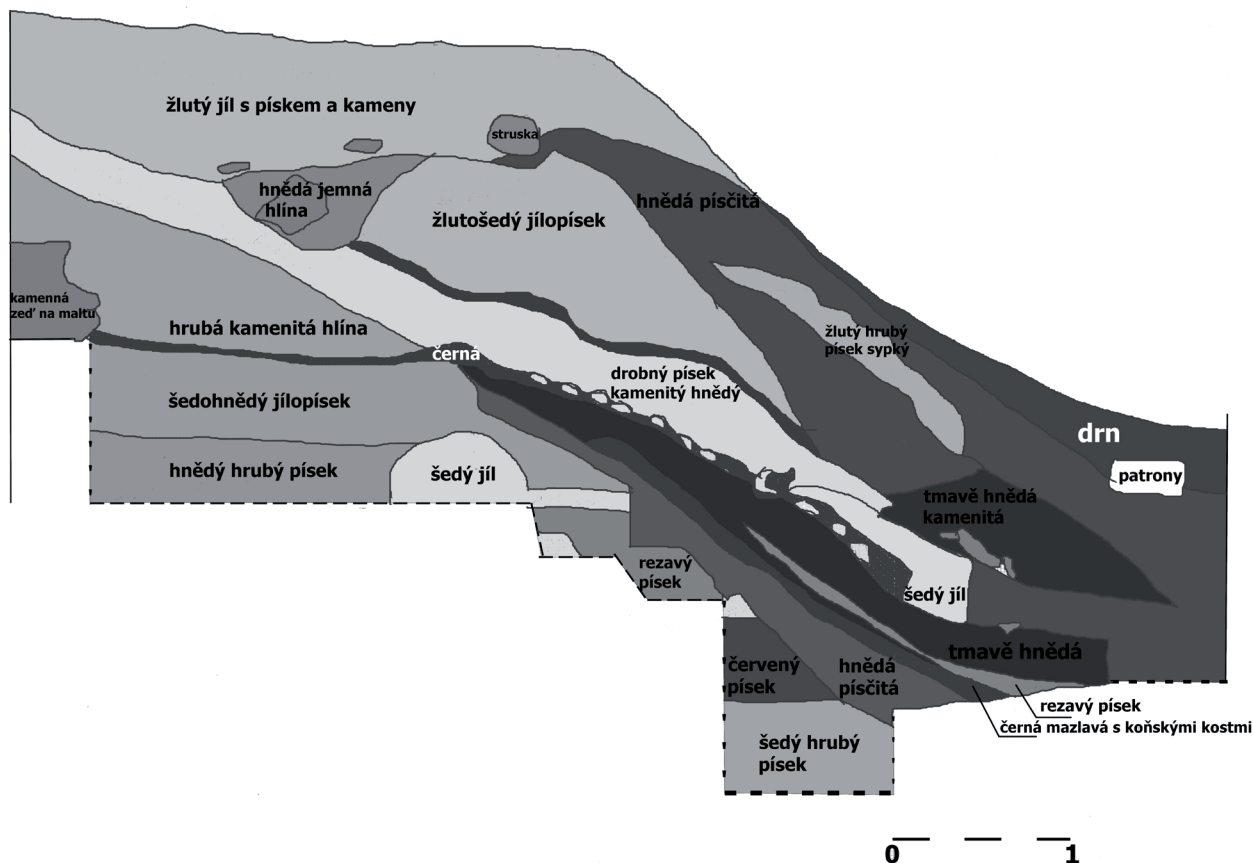 žlutý jíl s pískem a kameny
struska
hnědá jemná
hlína
žlutošedý jílopísek
hnědá písčitá
kamenná
zeď na maltu
hrubá kamenitá hlína
černá
drobný písek
kamenitý hnědý
žlutý hrubý
písek sypký
šedohnědý jílopísek
drn
hnědý hrubý písek
šedý jíl
patrony
tmavě hnědá
kamenitá
rezavý
písek
šedý jíl
tmavě hnědá
červený
písek
hnědá
písčitá
rezavý písek
černá mazlavá s koňskými kostmi
šedý hrubý
písek
0 1